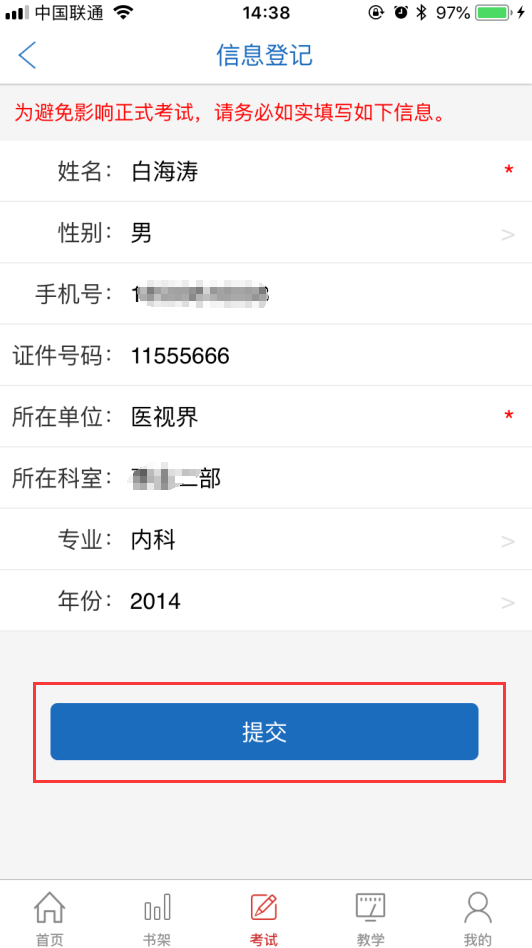 中国联通 14:38 97%
信息登记
为避免影响正式考试，请务必如实填写如下信息。
姓名： 白海涛 *
性别： 男 >
手机号：
证件号码： 11555666
所在单位： 医视界 *
所在科室： 二部
专业： 内科 >
年份： 2014 >
提交
首页 书架 考试 教学 我的